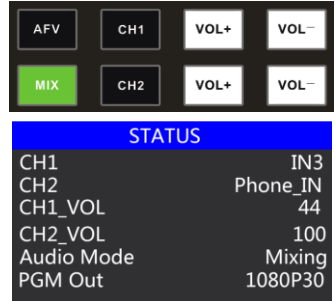 AFV CH1 VOL+ VOL−
MIX CH2 VOL+ VOL−
STATUS
CH1 IN3
CH2 Phone_IN
CH1_VOL 44
CH2_VOL 100
Audio Mode Mixing
PGM Out 1080P30